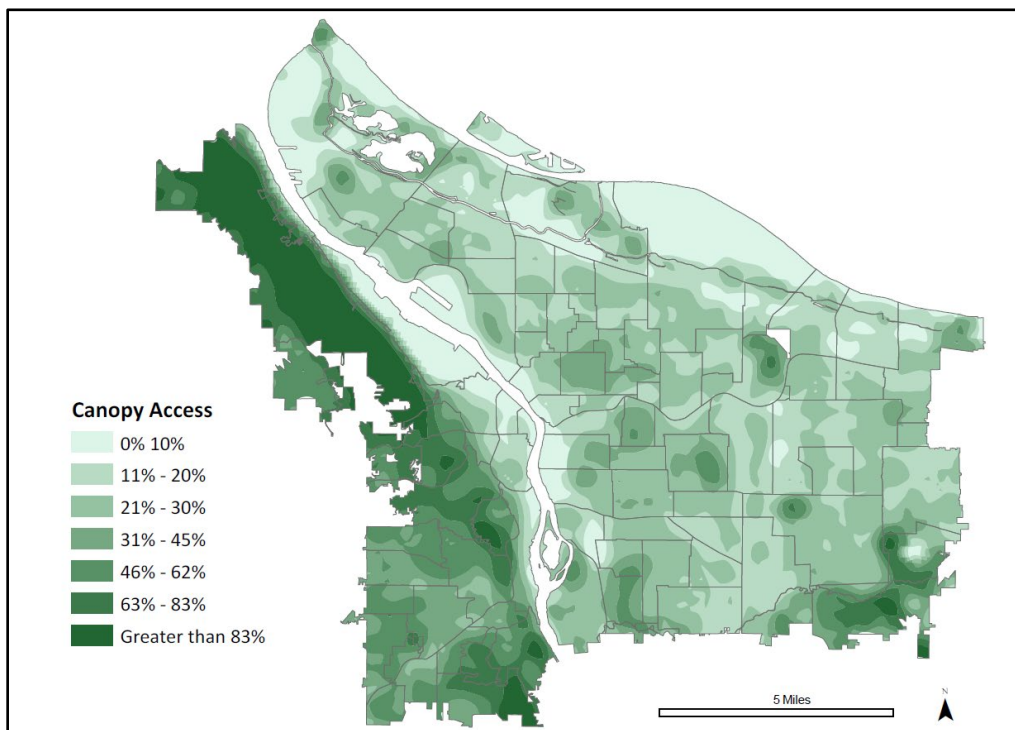 Canopy Access
0% 10%
11% - 20%
21% - 30%
31% - 45%
46% - 62%
63% - 83%
Greater than 83%
5 Miles
N